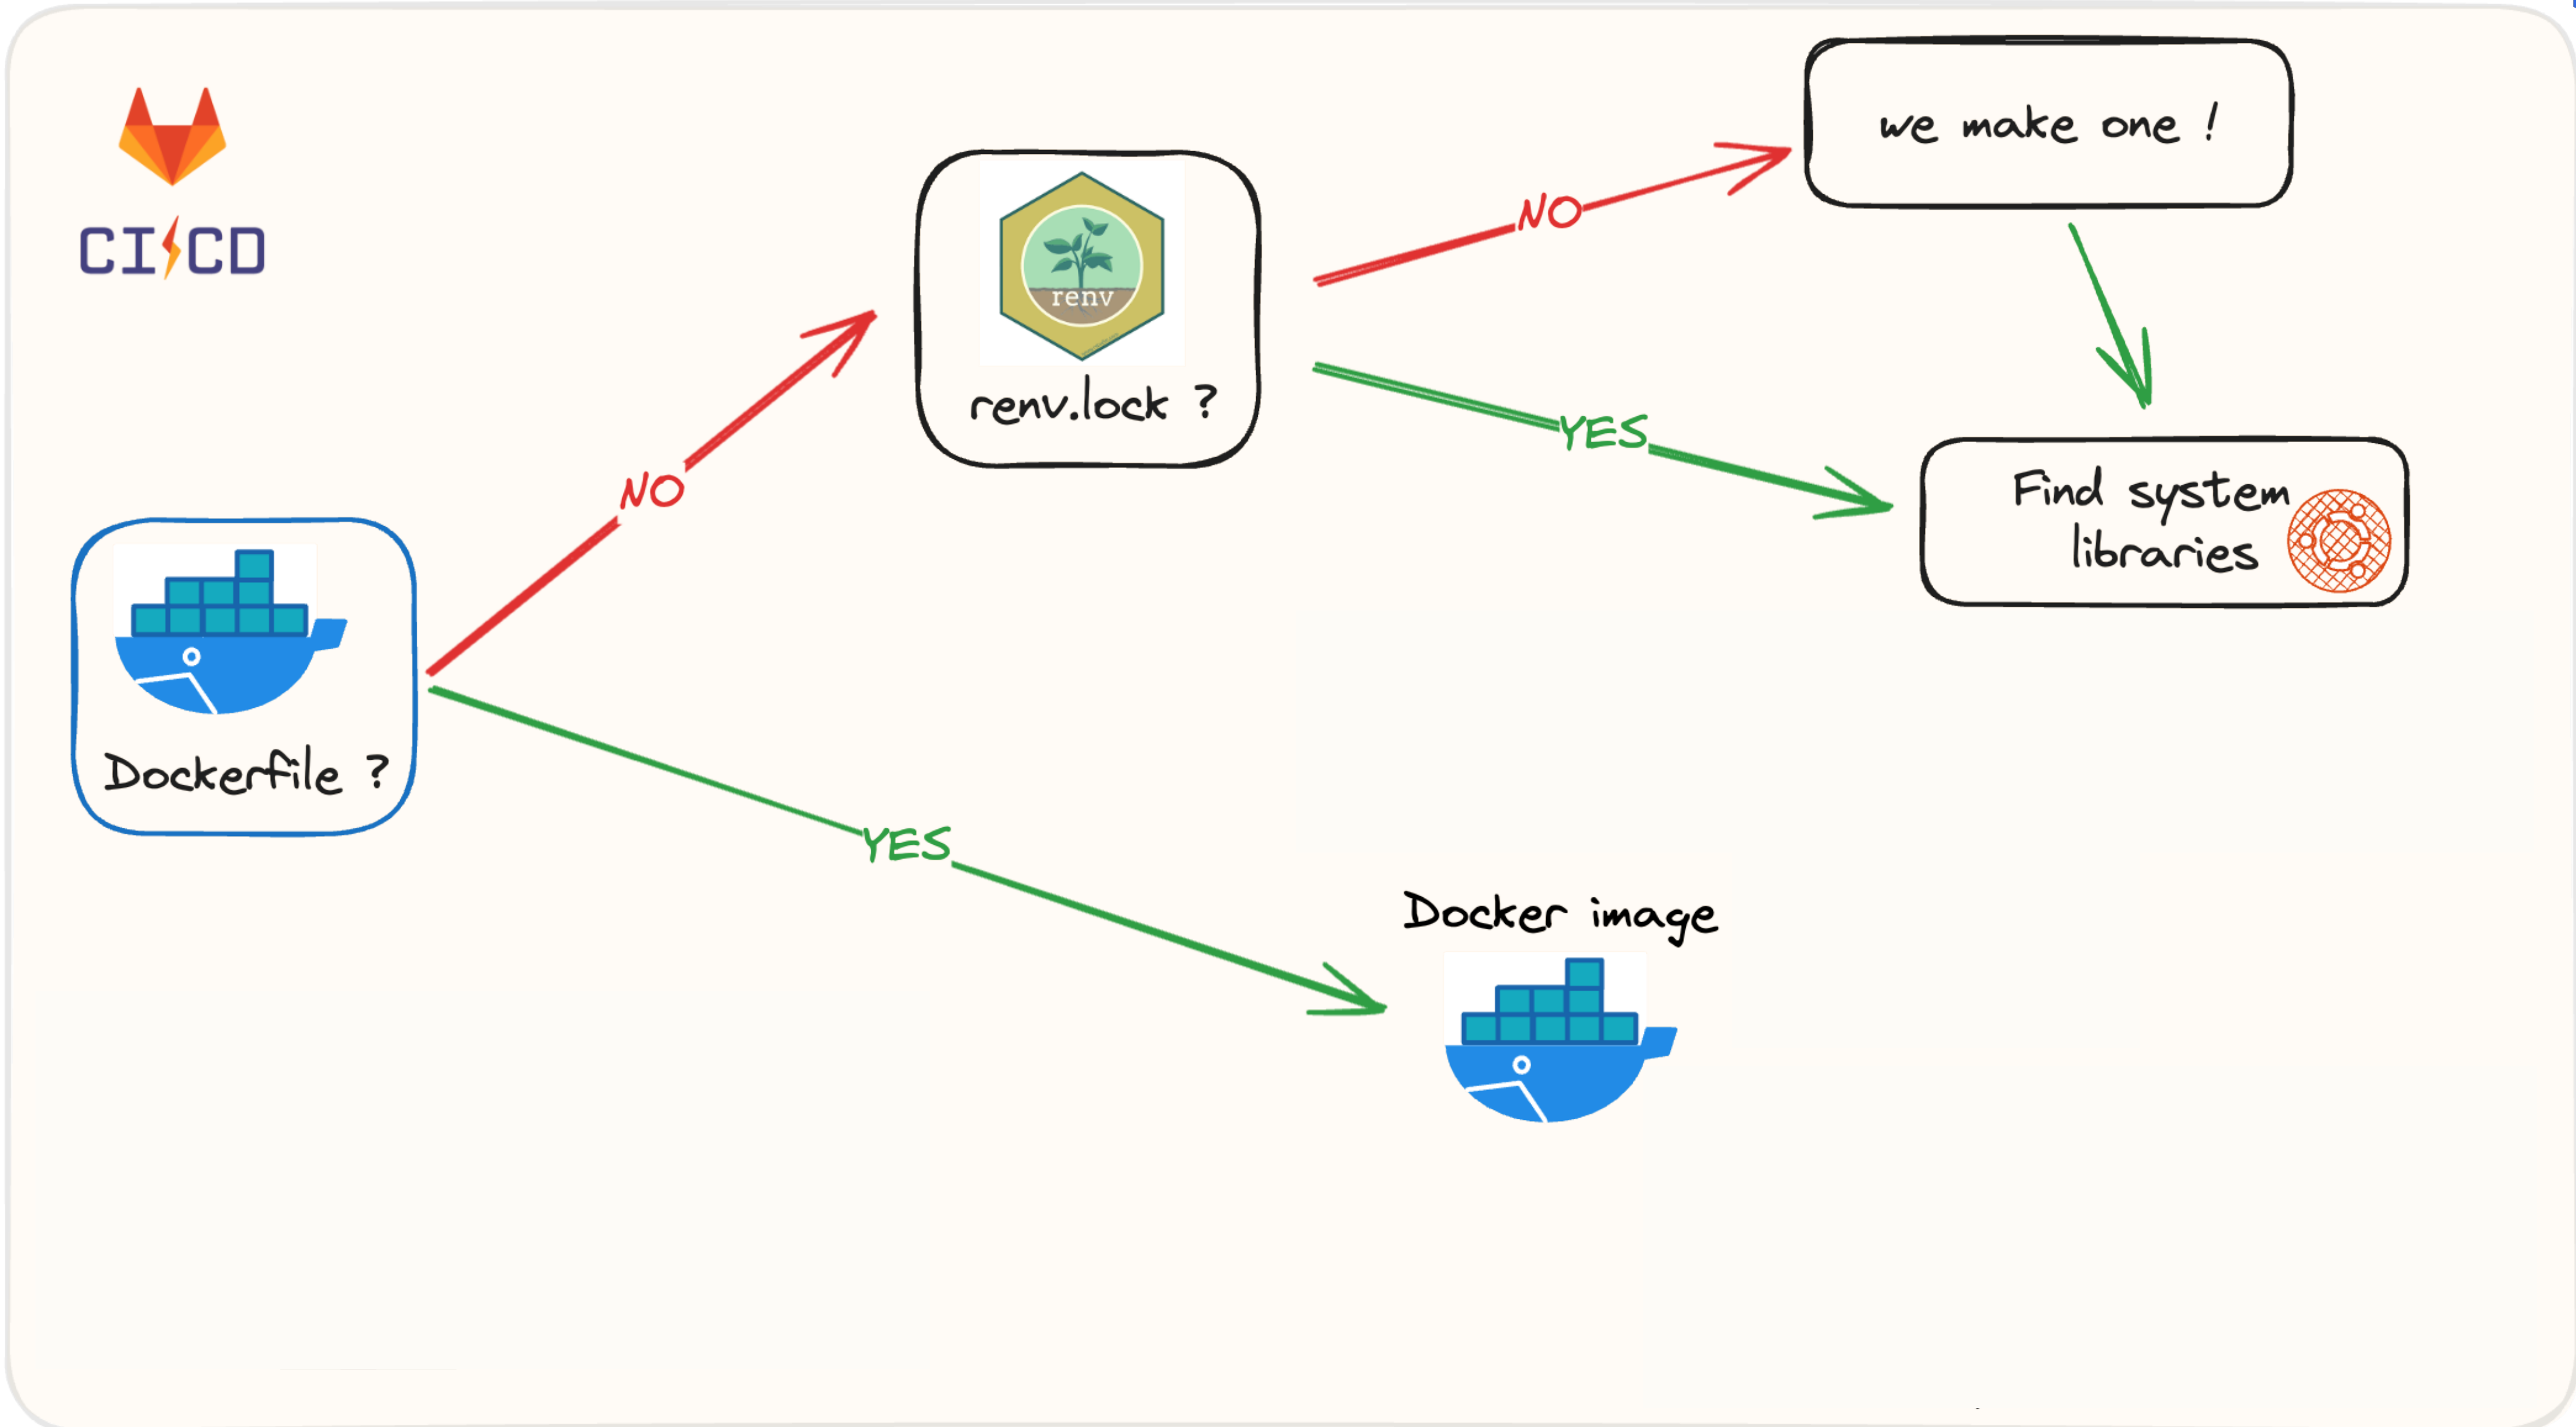 CI CD
we make one !
NO
renv
renv.lock ?
YES
Find system
libraries
NO
Dockerfile ?
YES
Docker image